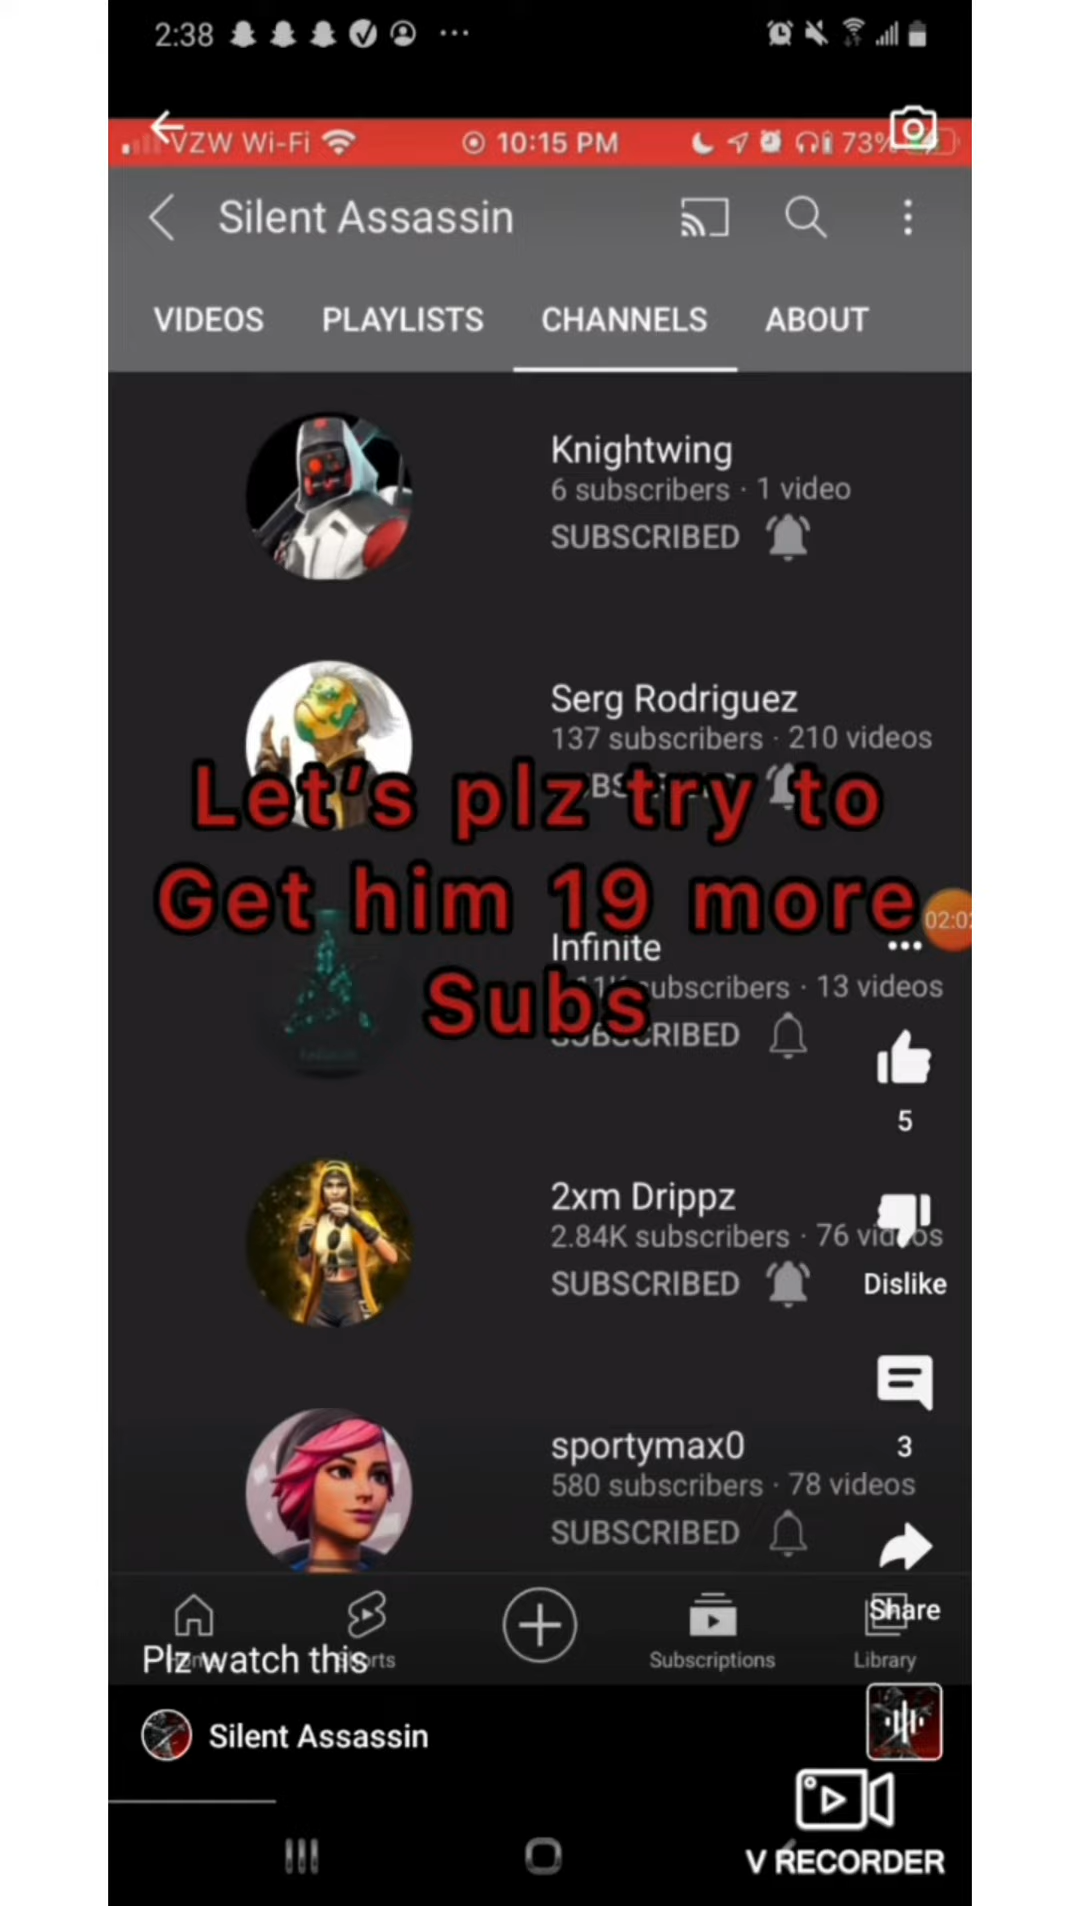 2:38
VZW Wi-Fi 10:15 PM 73%
Silent Assassin
VIDEOS PLAYLISTS CHANNELS ABOUT
Knightwing
6 subscribers · 1 video
SUBSCRIBED
Serg Rodriguez
137 subscribers · 210 videos
Let's plz try to
Get him 19 more
Subs
02:02
Infinite
subscribers · 13 videos
SUBSCRIBED
5
2xm Drippz
2.84K subscribers · 76 videos
SUBSCRIBED
Dislike
3
sportymax0
580 subscribers · 78 videos
SUBSCRIBED
Share
Subscriptions Library
Plz watch this
Silent Assassin
V RECORDER